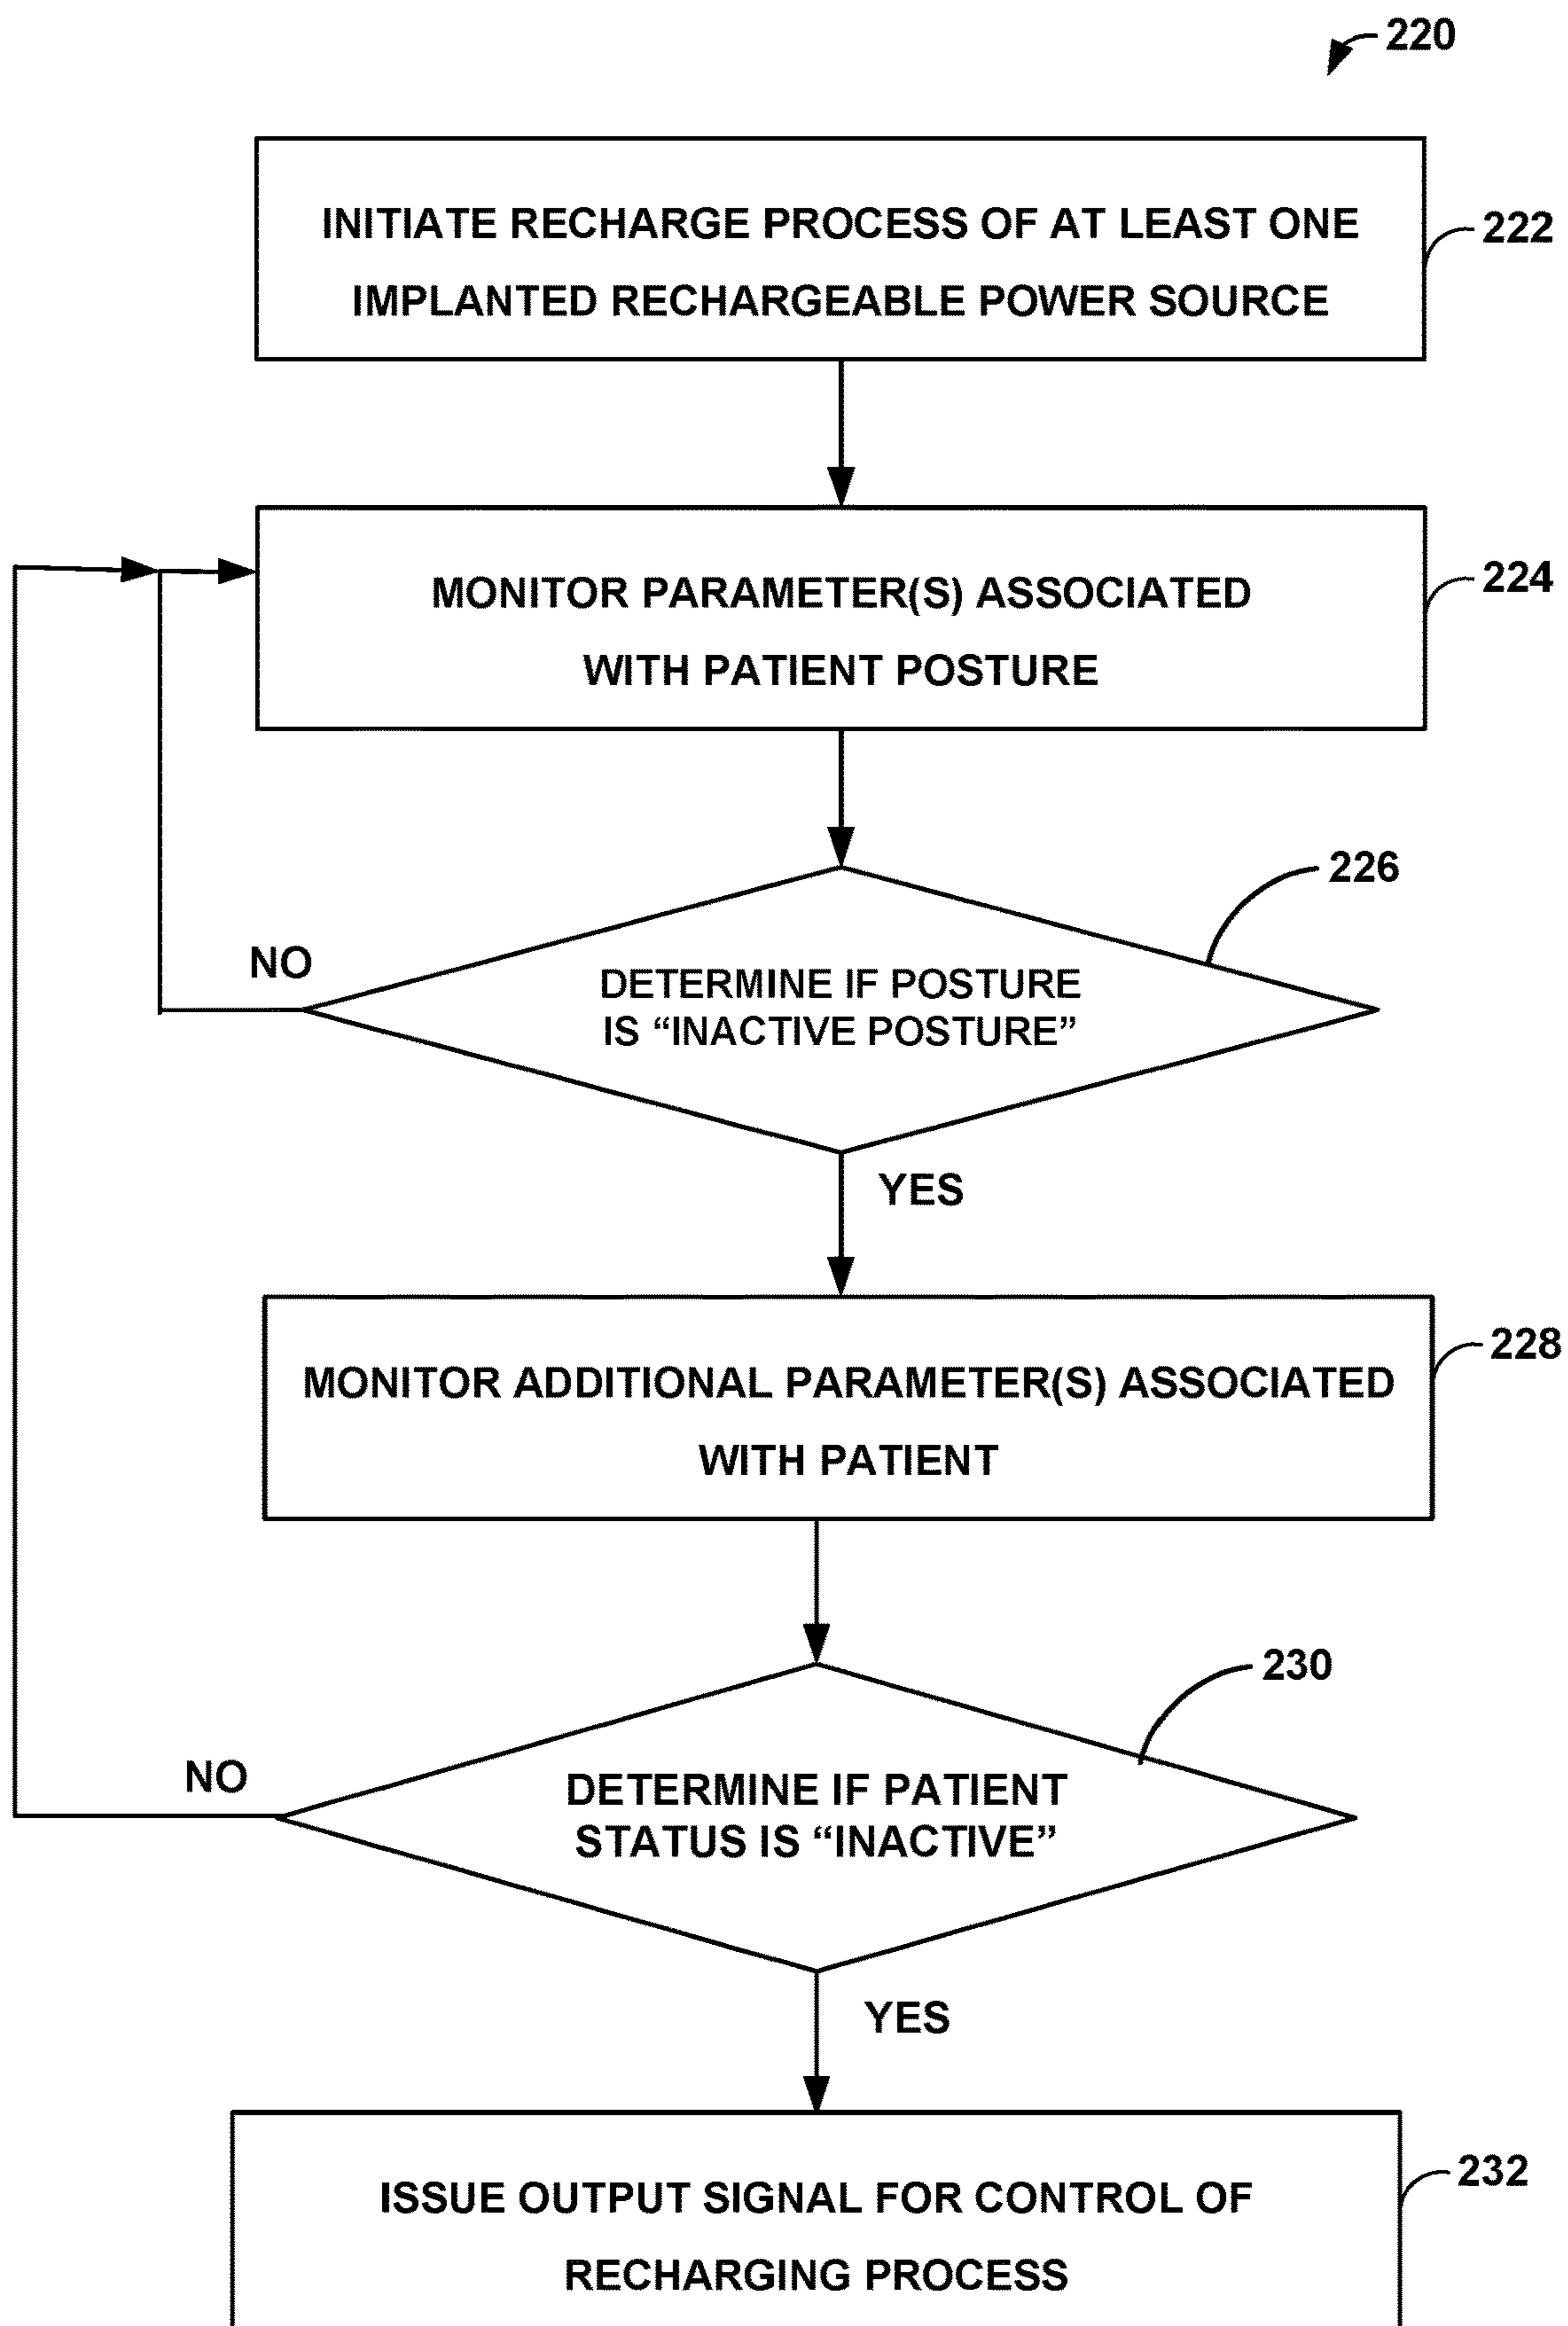 220
INITIATE RECHARGE PROCESS OF AT LEAST ONE
IMPLANTED RECHARGEABLE POWER SOURCE
222
MONITOR PARAMETER(S) ASSOCIATED
WITH PATIENT POSTURE
224
226
NO
DETERMINE IF POSTURE
IS “INACTIVE POSTURE”
YES
MONITOR ADDITIONAL PARAMETER(S) ASSOCIATED
WITH PATIENT
228
230
NO
DETERMINE IF PATIENT
STATUS IS “INACTIVE”
YES
ISSUE OUTPUT SIGNAL FOR CONTROL OF
RECHARGING PROCESS
232